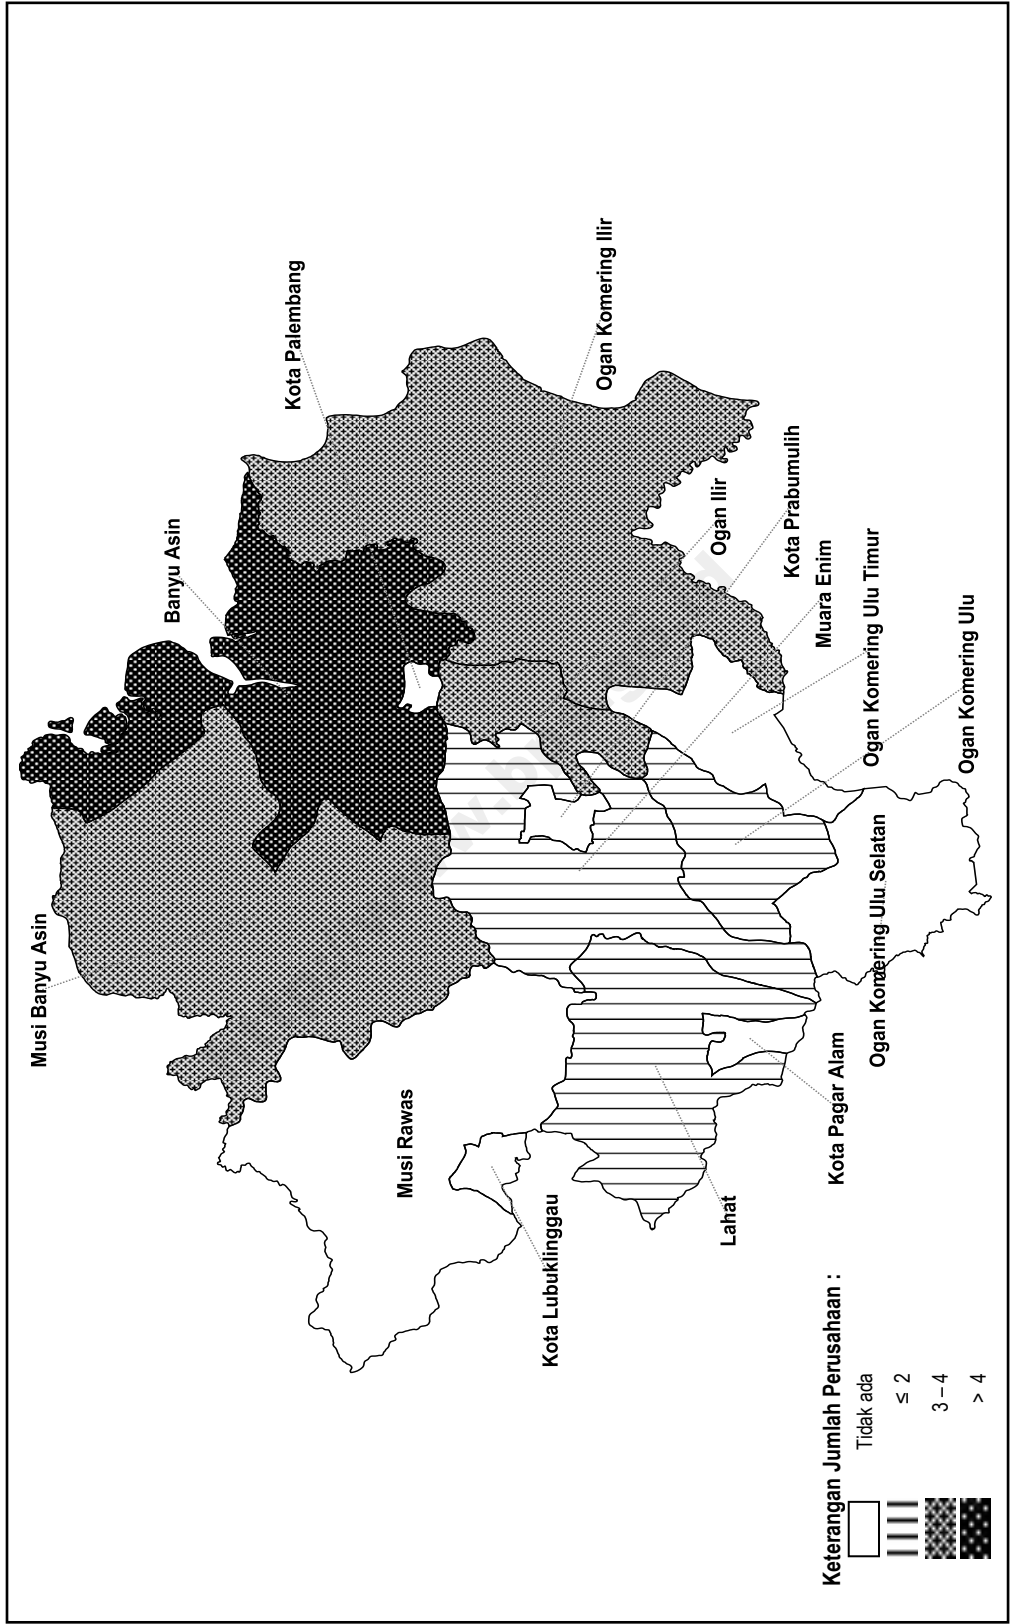 Musi Banyu Asin
Banyu Asin
Kota Palembang
Musi Rawas
Kota Lubuklinggau
Ogan Komering Ilir
Ogan Ilir
Lahat
Kota Prabumulih
Muara Enim
Kota Pagar Alam
Ogan Komering Ulu Timur
Ogan Komering Ulu Selatan
Ogan Komering Ulu
Keterangan Jumlah Perusahaan :
Tidak ada
≤ 2
3 – 4
> 4